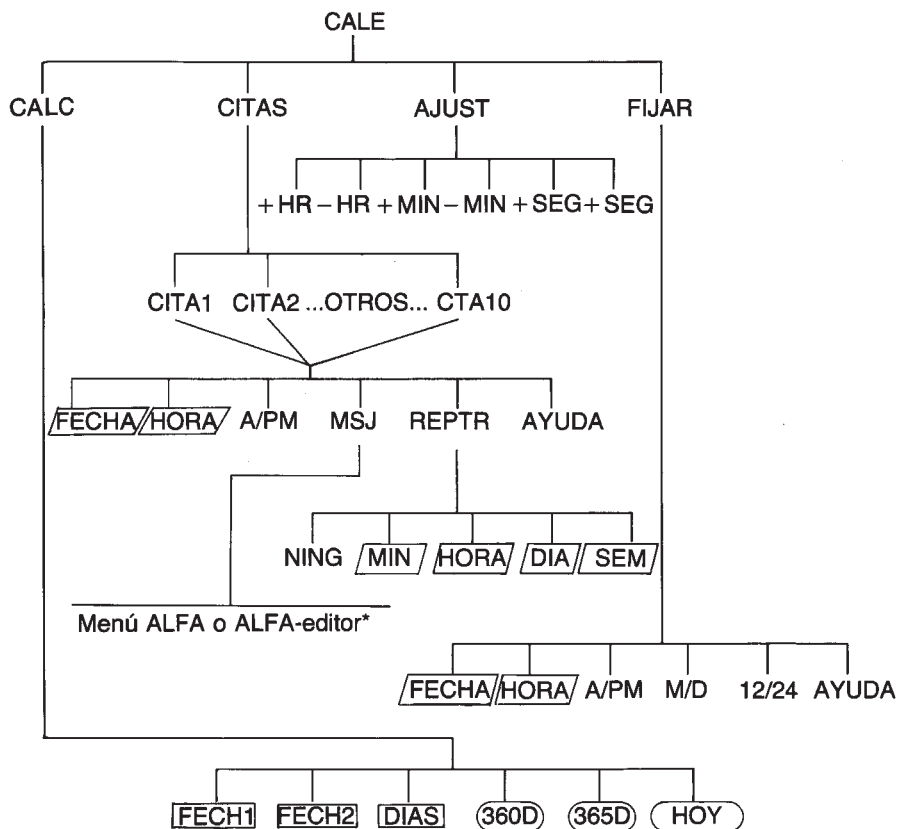 CALE
CALC CITAS AJUST FIJAR
+HR −HR +MIN −MIN +SEG +SEG
CITA1 CITA2 ...OTROS... CTA10
FECHA HORA A/PM MSJ REPTR AYUDA
NING MIN HORA DIA SEM
Menú ALFA o ALFA-editor*
FECHA HORA A/PM M/D 12/24 AYUDA
FECH1 FECH2 DIAS 360D 365D HOY